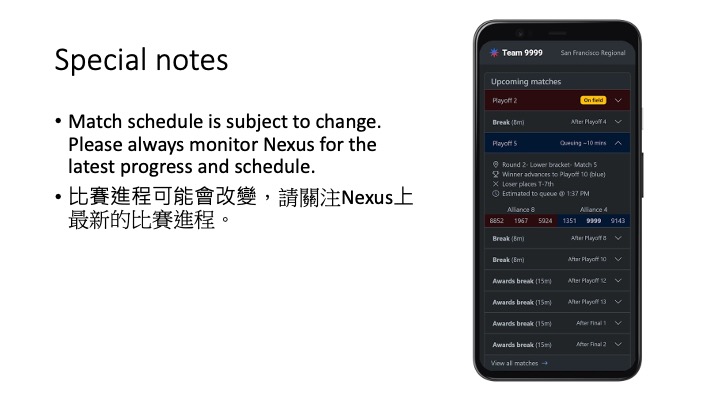 Special notes
• Match schedule is subject to change.
Please always monitor Nexus for the
latest progress and schedule.
• 比賽進程可能會改變，請關注Nexus上
最新的比賽進程。
Team 9999 San Francisco Regional
Upcoming matches
Playoff 2 On field
Break (8m) After Playoff 4
Playoff 5 Queuing ~10 mins
Round 2- Lower bracket- Match 5
Winner advances to Playoff 10 (blue)
Loser places T-7th
Estimated to queue @ 1:37 PM
Alliance 8 Alliance 4
8852 1967 5924 1351 9999 9143
Break (8m) After Playoff 8
Break (8m) After Playoff 10
Awards break (15m) After Playoff 12
Awards break (15m) After Playoff 13
Awards break (15m) After Final 1
Awards break (15m) After Final 2
View all matches →